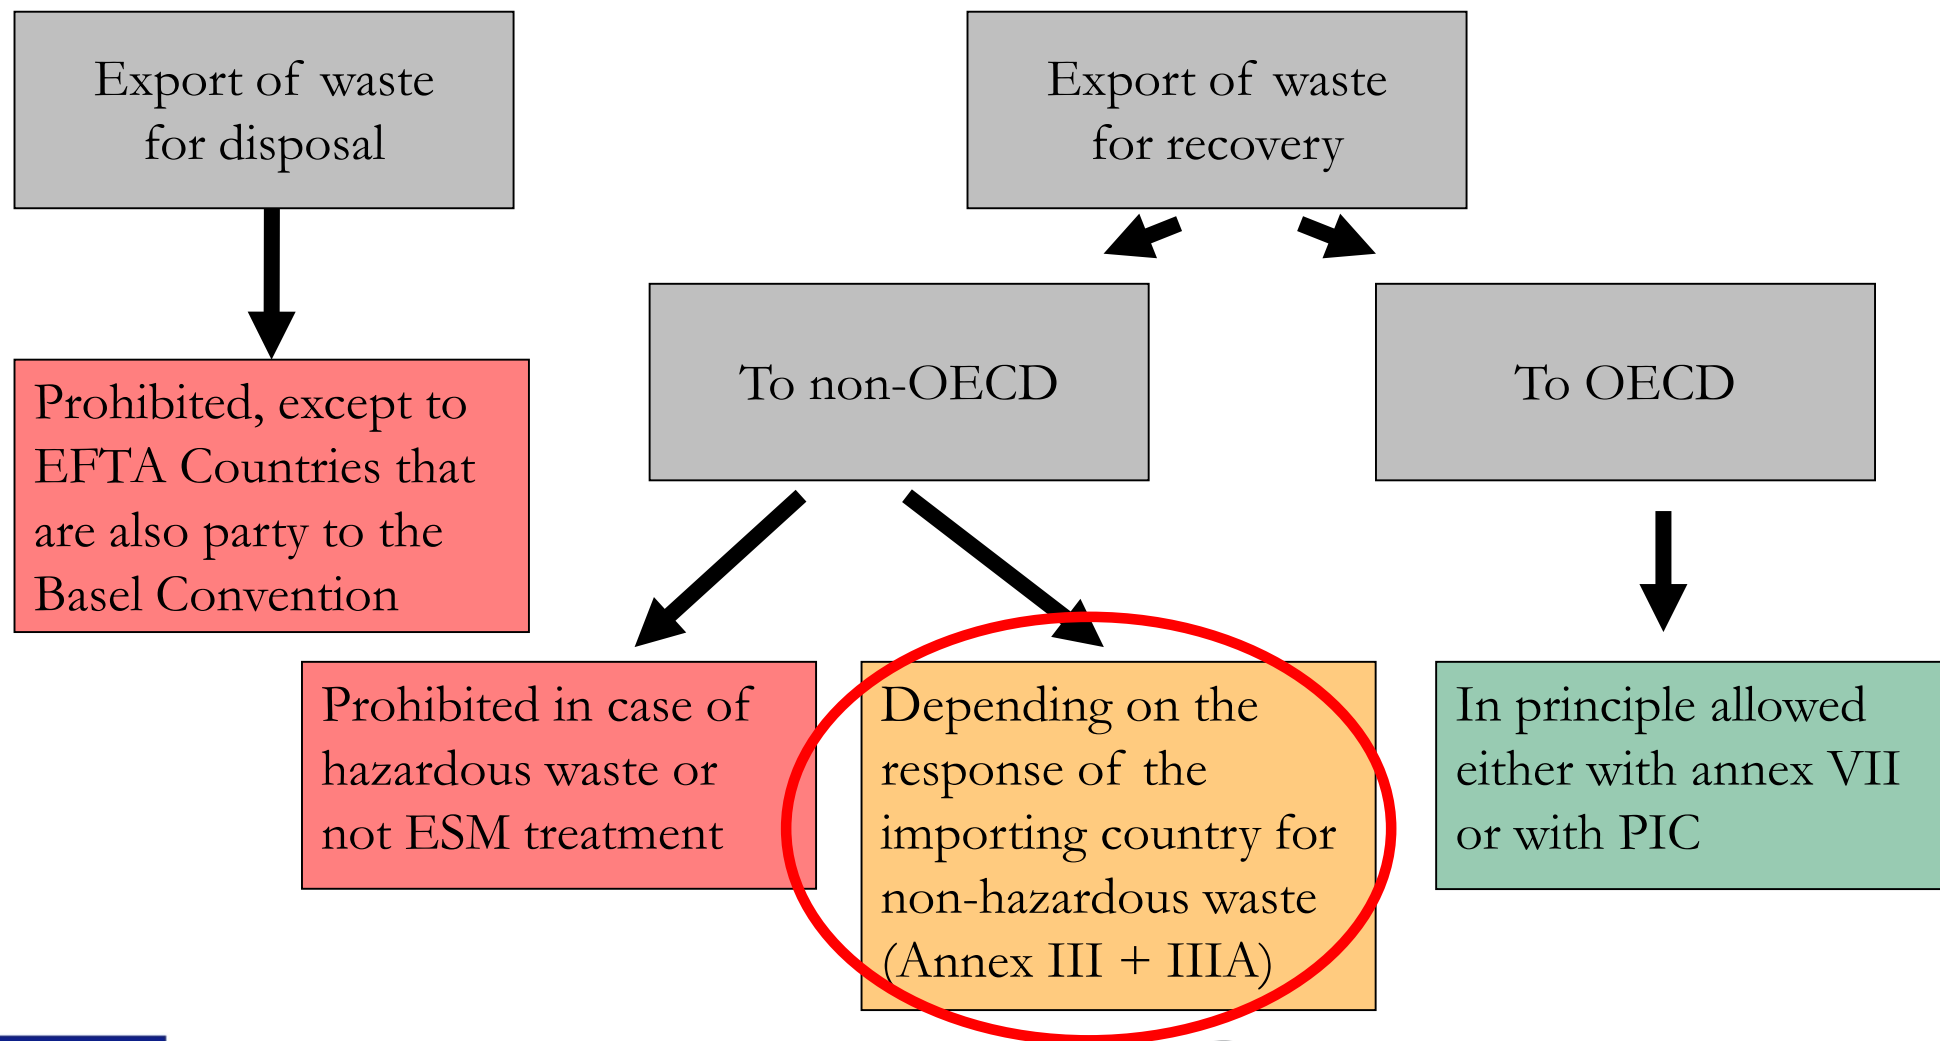 Export of waste
for disposal
Export of waste
for recovery
To non-OECD
To OECD
Prohibited, except to
EFTA Countries that
are also party to the
Basel Convention
Prohibited in case of
hazardous waste or
not ESM treatment
Depending on the
response of the
importing country for
non-hazardous waste
(Annex III + IIIA)
In principle allowed
either with annex VII
or with PIC